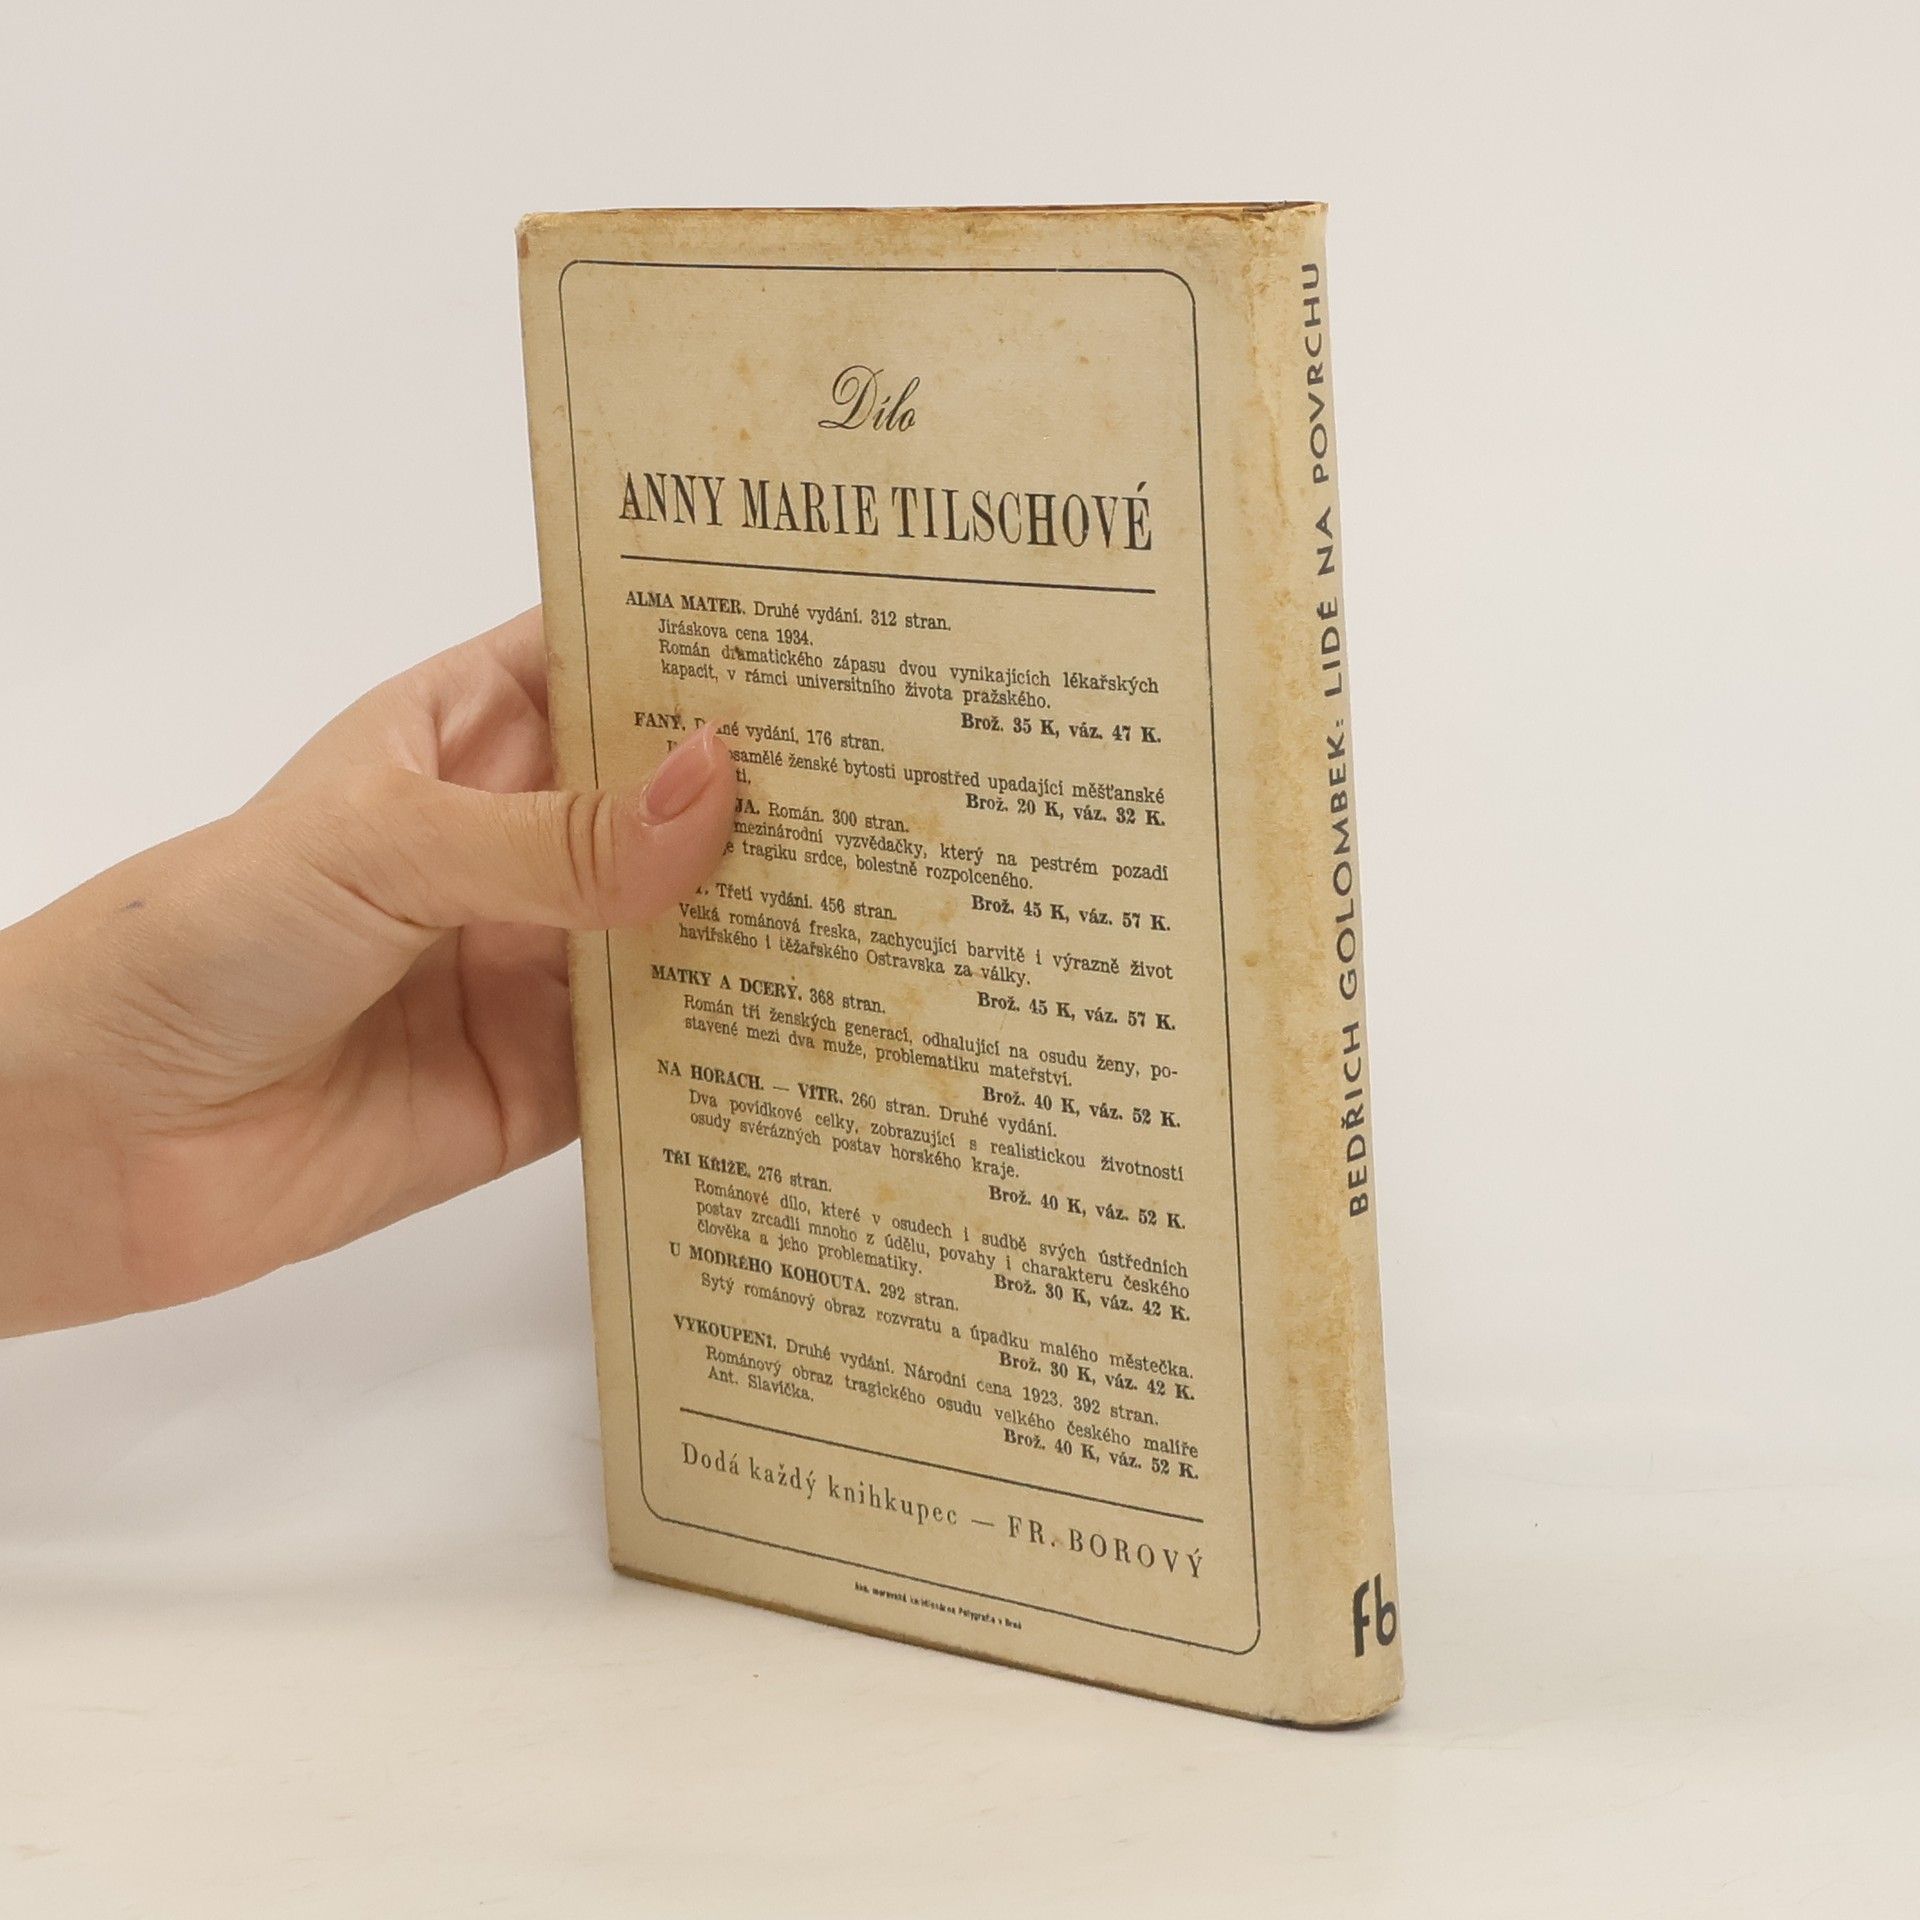 Dílo
ANNY MARIE TILSCHOVÉ
ALMA MATER. Druhé vydání. 312 stran.
Jiráskova cena 1934.
Román dramatického zápasu dvou vynikajících lékařských
kapacit, v rámci universitního života pražského.
Brož. 35 K, váz. 47 K.
FANY. vydání, 176 stran.
osamělé ženské bytosti uprostřed upadající měšťanské
Brož. 20 K, váz. 32 K.
Román. 300 stran.
mezinárodní vyzvědačky, který na pestrém pozadí
tragiku srdce, bolestně rozpolceného.
Brož. 45 K, váz. 57 K.
Třetí vydání. 456 stran.
Velká románová freska, zachycující barvitě i výrazně život
havířského i těžařského Ostravska za války.
Brož. 45 K, váz. 57 K.
MATKY A DCERY. 368 stran.
Román tří ženských generací, odhalující na osudu ženy, po-
stavené mezi dva muže, problematiku mateřství.
Brož. 40 K, váz. 52 K.
NA HORÁCH. — VÍTR. 260 stran. Druhé vydání.
Dva povídkové celky, zobrazující s realistickou životností
osudy svérázných postav horského kraje.
Brož. 40 K, váz. 52 K.
TŘI KŘÍŽE. 276 stran.
Románové dílo, které v osudech i sudbě svých ústředních
postav zrcadlí mnoho z údělu, povahy i charakteru českého
člověka a jeho problematiky.
Brož. 30 K, váz. 42 K.
U MODRÉHO KOHOUTA. 292 stran.
Sytý románový obraz rozvratu a úpadku malého městečka.
Brož. 30 K, váz. 42 K.
VYKOUPENÍ. Druhé vydání. Národní cena 1923. 392 stran.
Románový obraz tragického osudu velkého českého malíře
Ant. Slavíčka.
Brož. 40 K, váz. 52 K.
Dodá každý knihkupec — FR. BOROVÝ
Akc. moravská knihtiskárna Polygrafie v Brně
BEDŘICH GOLOMBEK: LIDÉ NA POVRCHU
fb